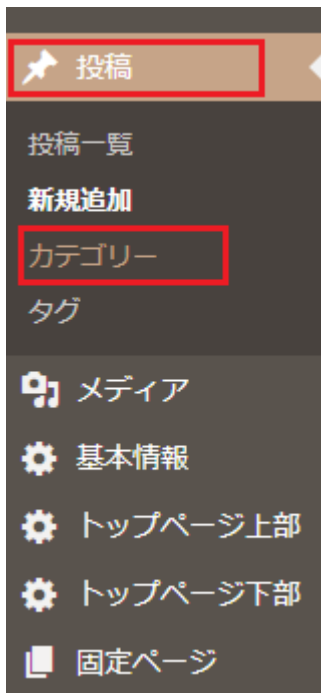 投稿
投稿一覧
新規追加
カテゴリー
タグ
メディア
基本情報
トップページ上部
トップページ下部
固定ページ